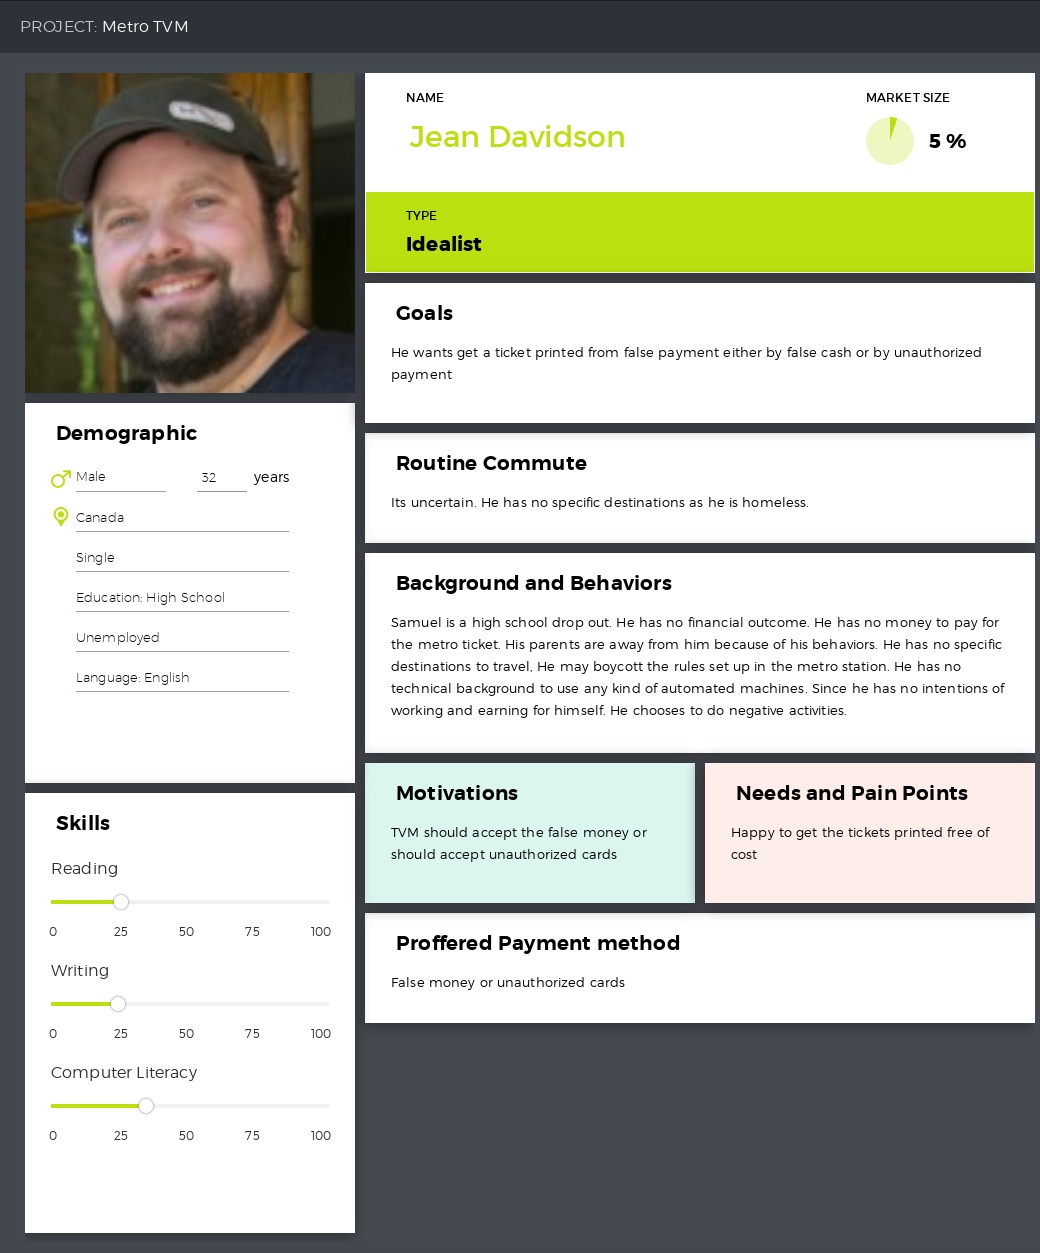 PROJECT: Metro TVM
NAME
Jean Davidson
MARKET SIZE
5 %
TYPE
Idealist
Goals
He wants get a ticket printed from false payment either by false cash or by unauthorized
payment
Demographic
Male
32 years
Canada
Single
Education: High School
Unemployed
Language: English
Routine Commute
Its uncertain. He has no specific destinations as he is homeless.
Background and Behaviors
Samuel is a high school drop out. He has no financial outcome. He has no money to pay for
the metro ticket. His parents are away from him because of his behaviors. He has no specific
destinations to travel, He may boycott the rules set up in the metro station. He has no
technical background to use any kind of automated machines. Since he has no intentions of
working and earning for himself. He chooses to do negative activities.
Motivations
TVM should accept the false money or
should accept unauthorized cards
Needs and Pain Points
Happy to get the tickets printed free of
cost
Skills
Reading
0 25 50 75 100
Writing
0 25 50 75 100
Computer Literacy
0 25 50 75 100
Proffered Payment method
False money or unauthorized cards